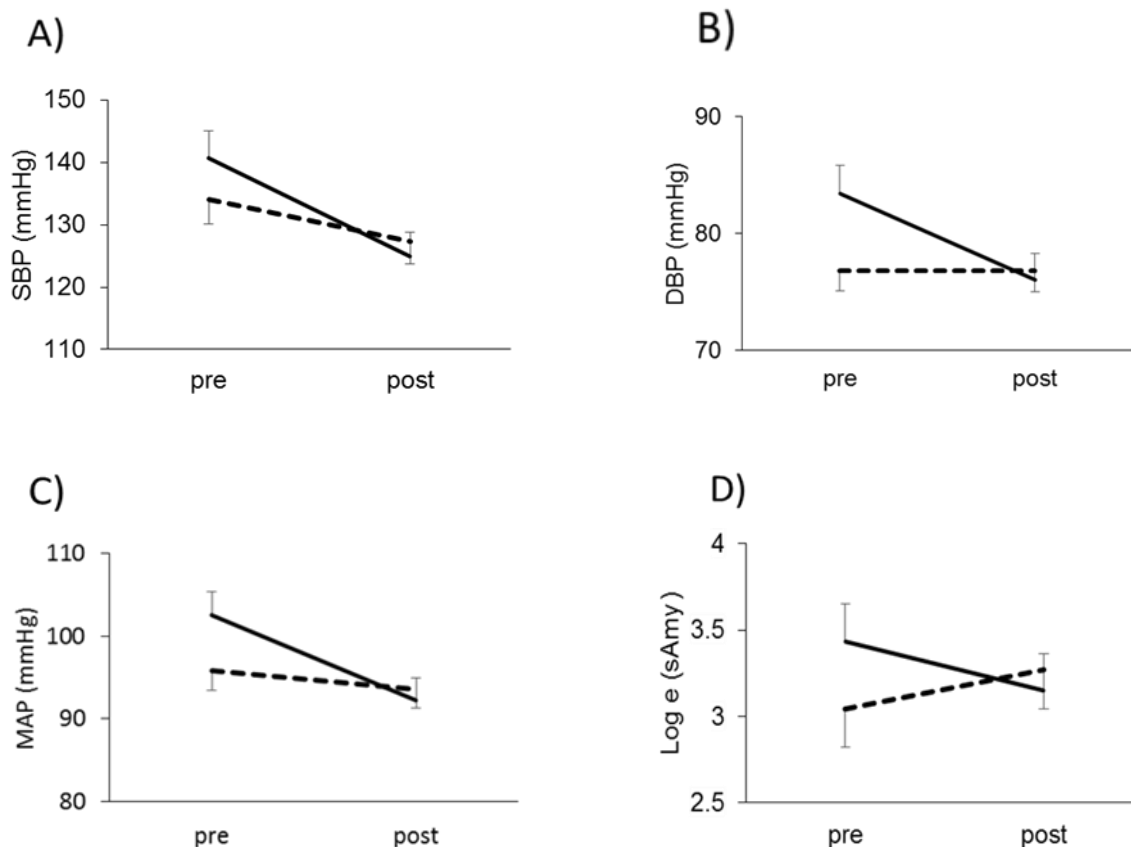 A)
SBP (mmHg)
150
140
130
120
110
pre post
B)
DBP (mmHg)
90
80
70
pre post
C)
MAP (mmHg)
110
100
90
80
pre post
D)
Log e (sAmy )
4
3.5
3
2.5
pre post